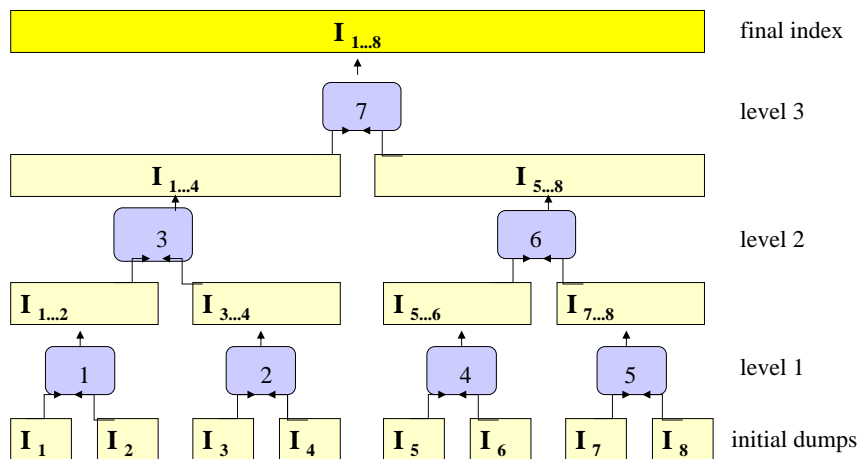 I 1...8 final index
7 level 3
I 1...4 I 5...8
3 6 level 2
I 1...2 I 3...4 I 5...6 I 7...8
1 2 4 5 level 1
I 1 I 2 I 3 I 4 I 5 I 6 I 7 I 8 initial dumps